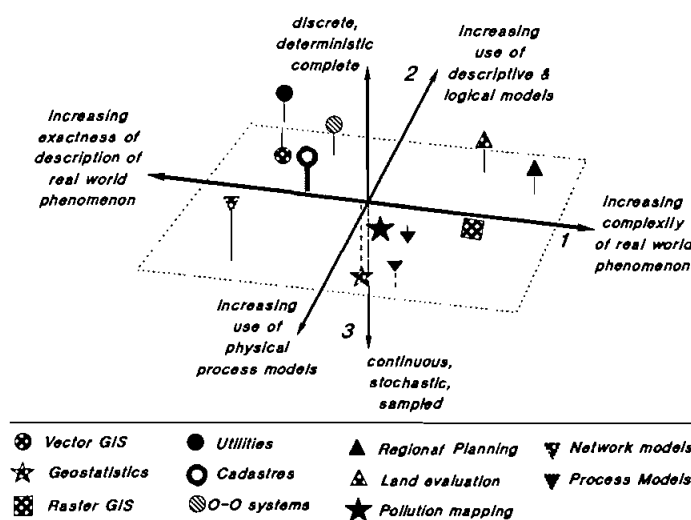 discrete,
deterministic
complete
2
increasing
use of
descriptive &
logical models
increasing
exactness of
description of
real world
phenomenon
1
increasing
complexily
of real world
phenomenon
increasing
use of
physical
process models
3
continuous,
stochastic,
sampled
Vector GIS
Utilities
Regionaf Planning
Network models
Geostatistics
Cadastres
Land evaluation
Process Models
Raster GIS
O-O systems
Pollution mapping